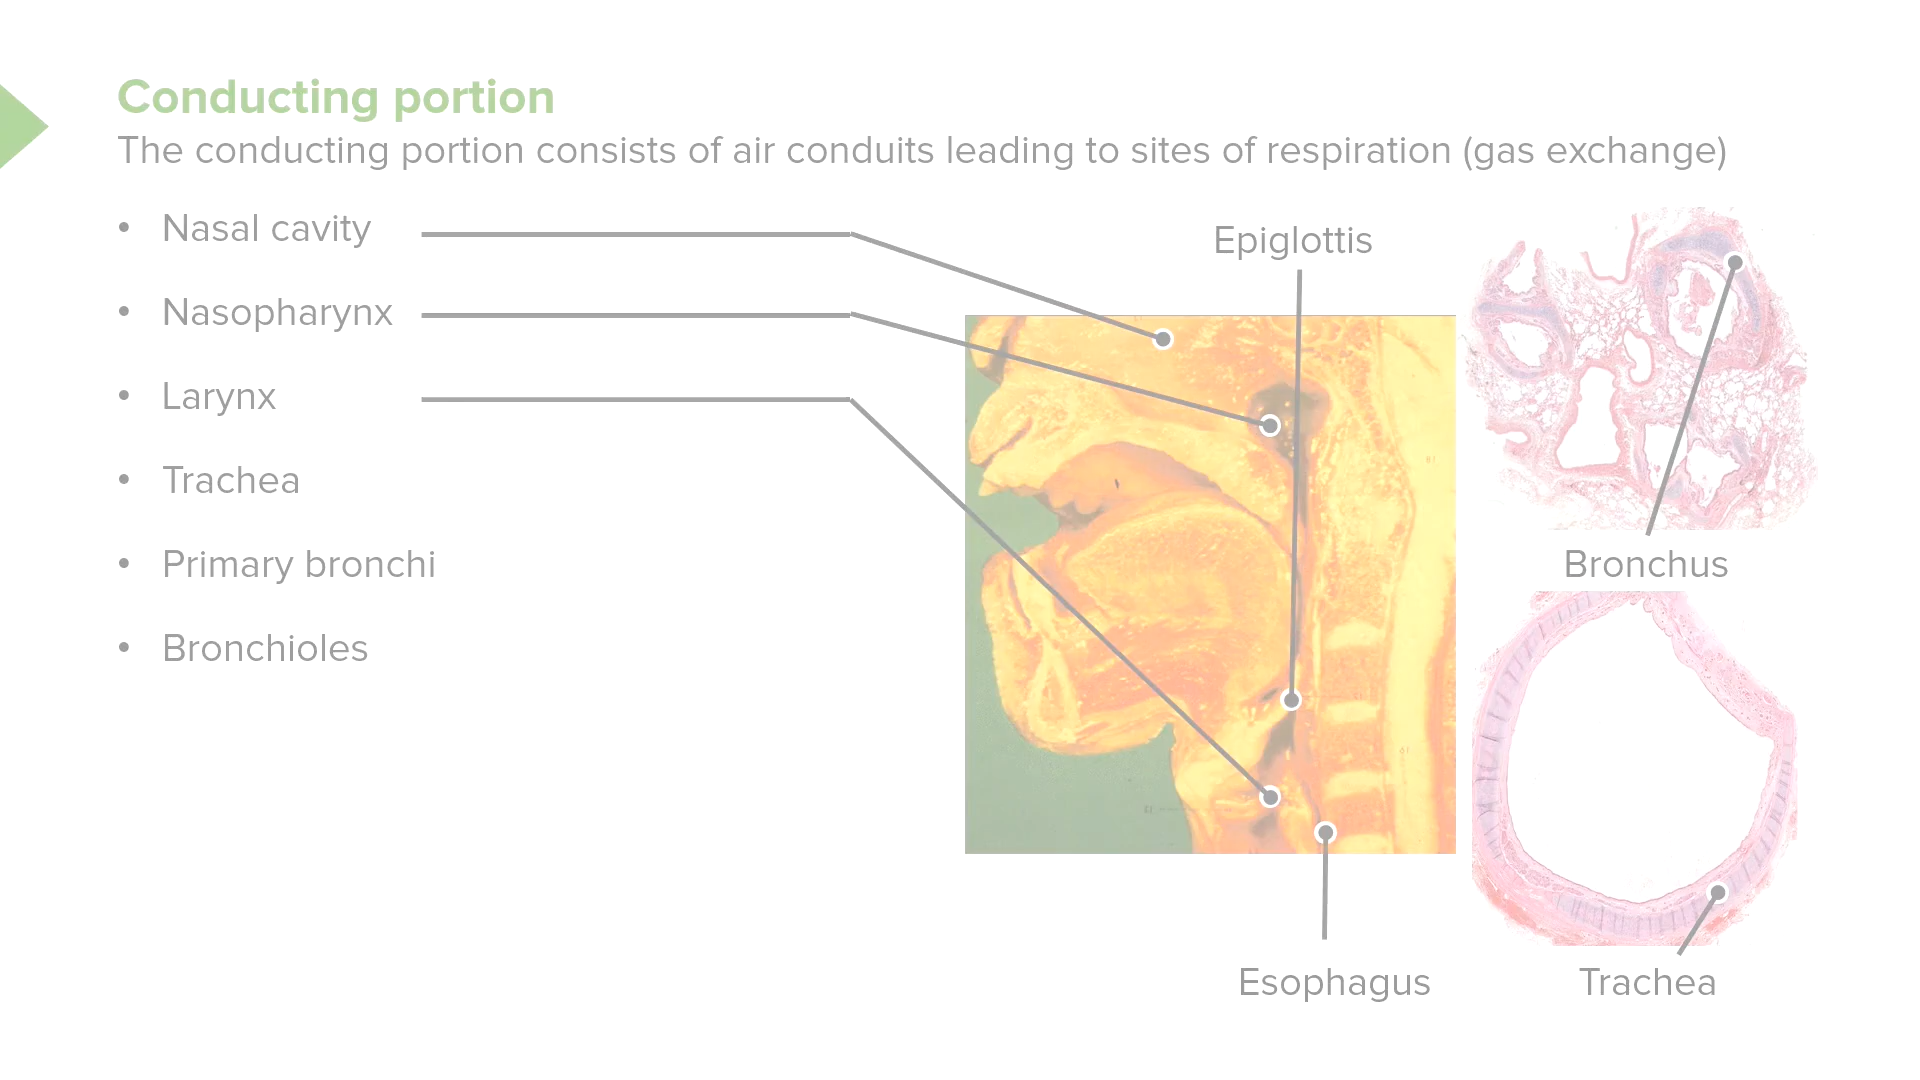 Conducting portion
The conducting portion consists of air conduits leading to sites of respiration (gas exchange)
• Nasal cavity
• Nasopharynx
• Larynx
• Trachea
• Primary bronchi
• Bronchioles
Epiglottis
Bronchus
Esophagus
Trachea